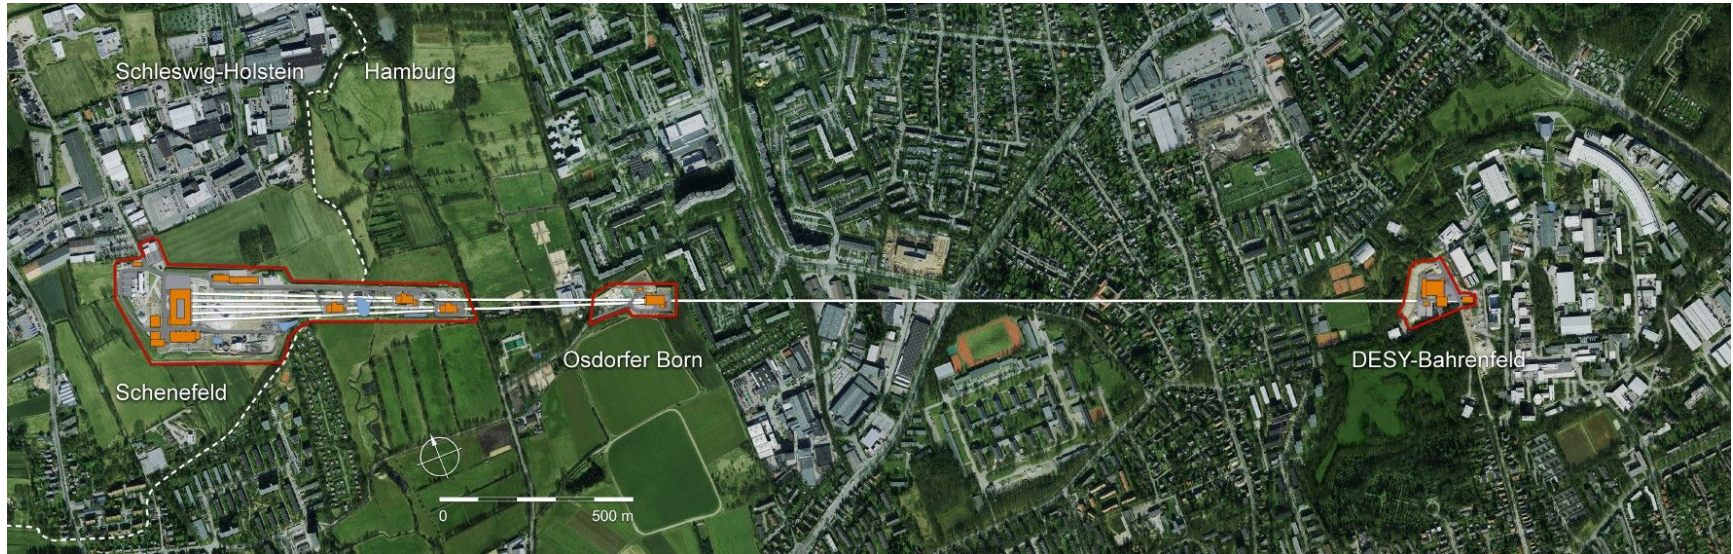 Schleswig-Holstein
Hamburg
Osdorfer Born
DESY-Bahrenfeld
Schenefeld
0
500 m